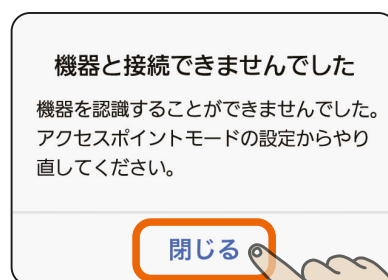 機器と接続できませんでした
機器を認識することができませんでした。
アクセスポイントモードの設定からやり
直してください。
閉じる